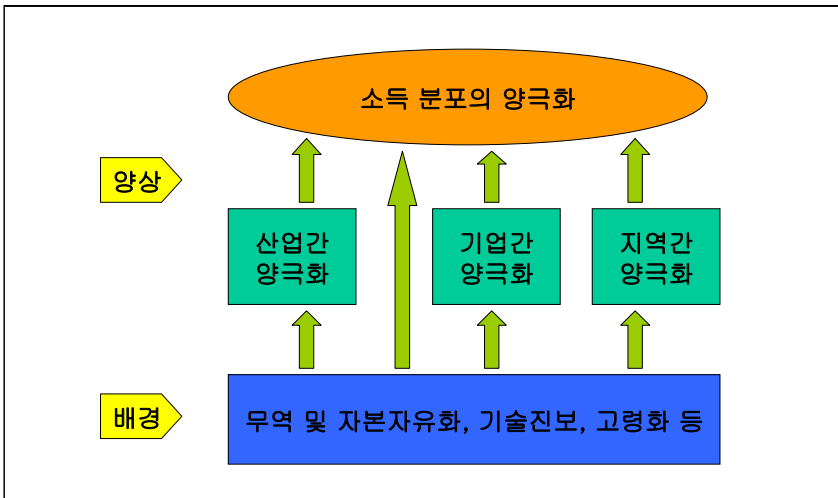 소득 분포의 양극화
양상
산업간
양극화
기업간
양극화
지역간
양극화
배경
무역 및 자본자유화, 기술진보, 고령화 등